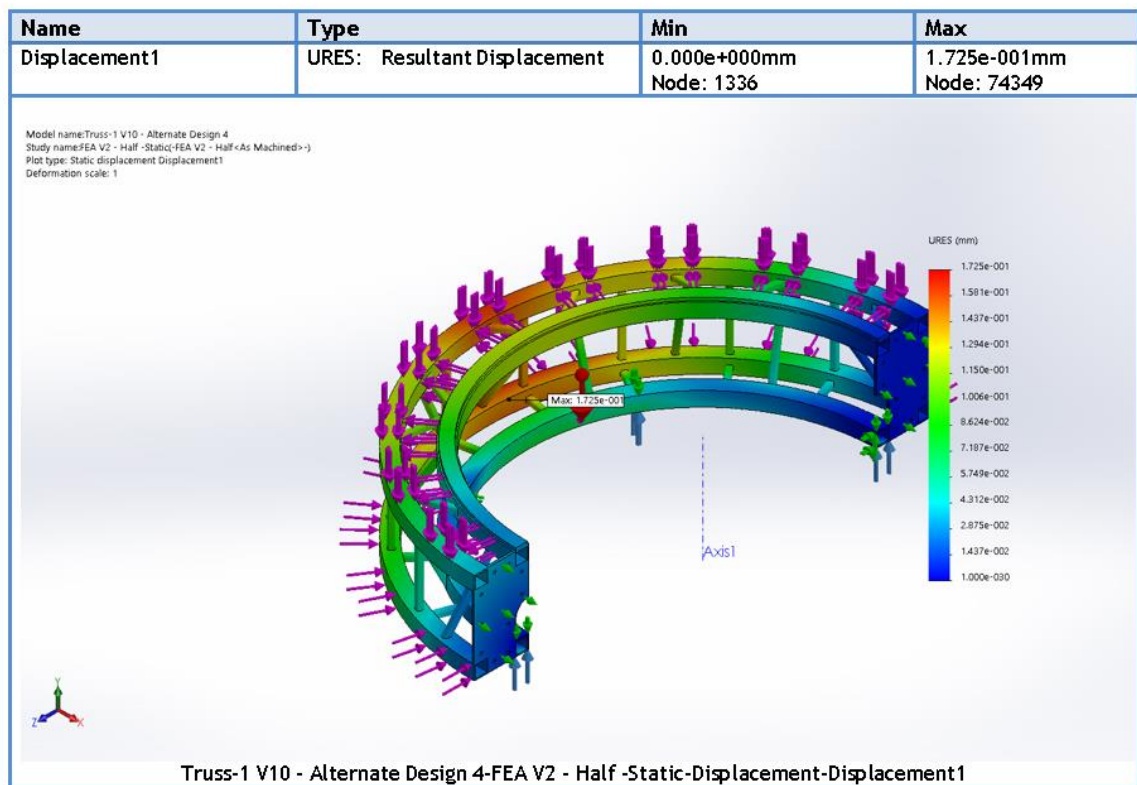 Name Type Min Max
Displacement1 URES: Resultant Displacement 0.000e+000mm 1.725e-001mm
Node: 1336 Node: 74349
Model name:Truss-1 V10 - Alternate Design 4
Study name:FEA V2 - Half -Static(-FEA V2 - Half<As Machined>-)
Plot type: Static displacement Displacement1
Deformation scale: 1
URES (mm)
1.725e-001
1.581e-001
1.437e-001
1.294e-001
1.150e-001
1.006e-001
8.624e-002
7.187e-002
5.749e-002
4.312e-002
2.875e-002
1.437e-002
1.000e-030
Max: 1.725e-001
Axis1
Y
Z X
Truss-1 V10 - Alternate Design 4-FEA V2 - Half -Static-Displacement-Displacement1